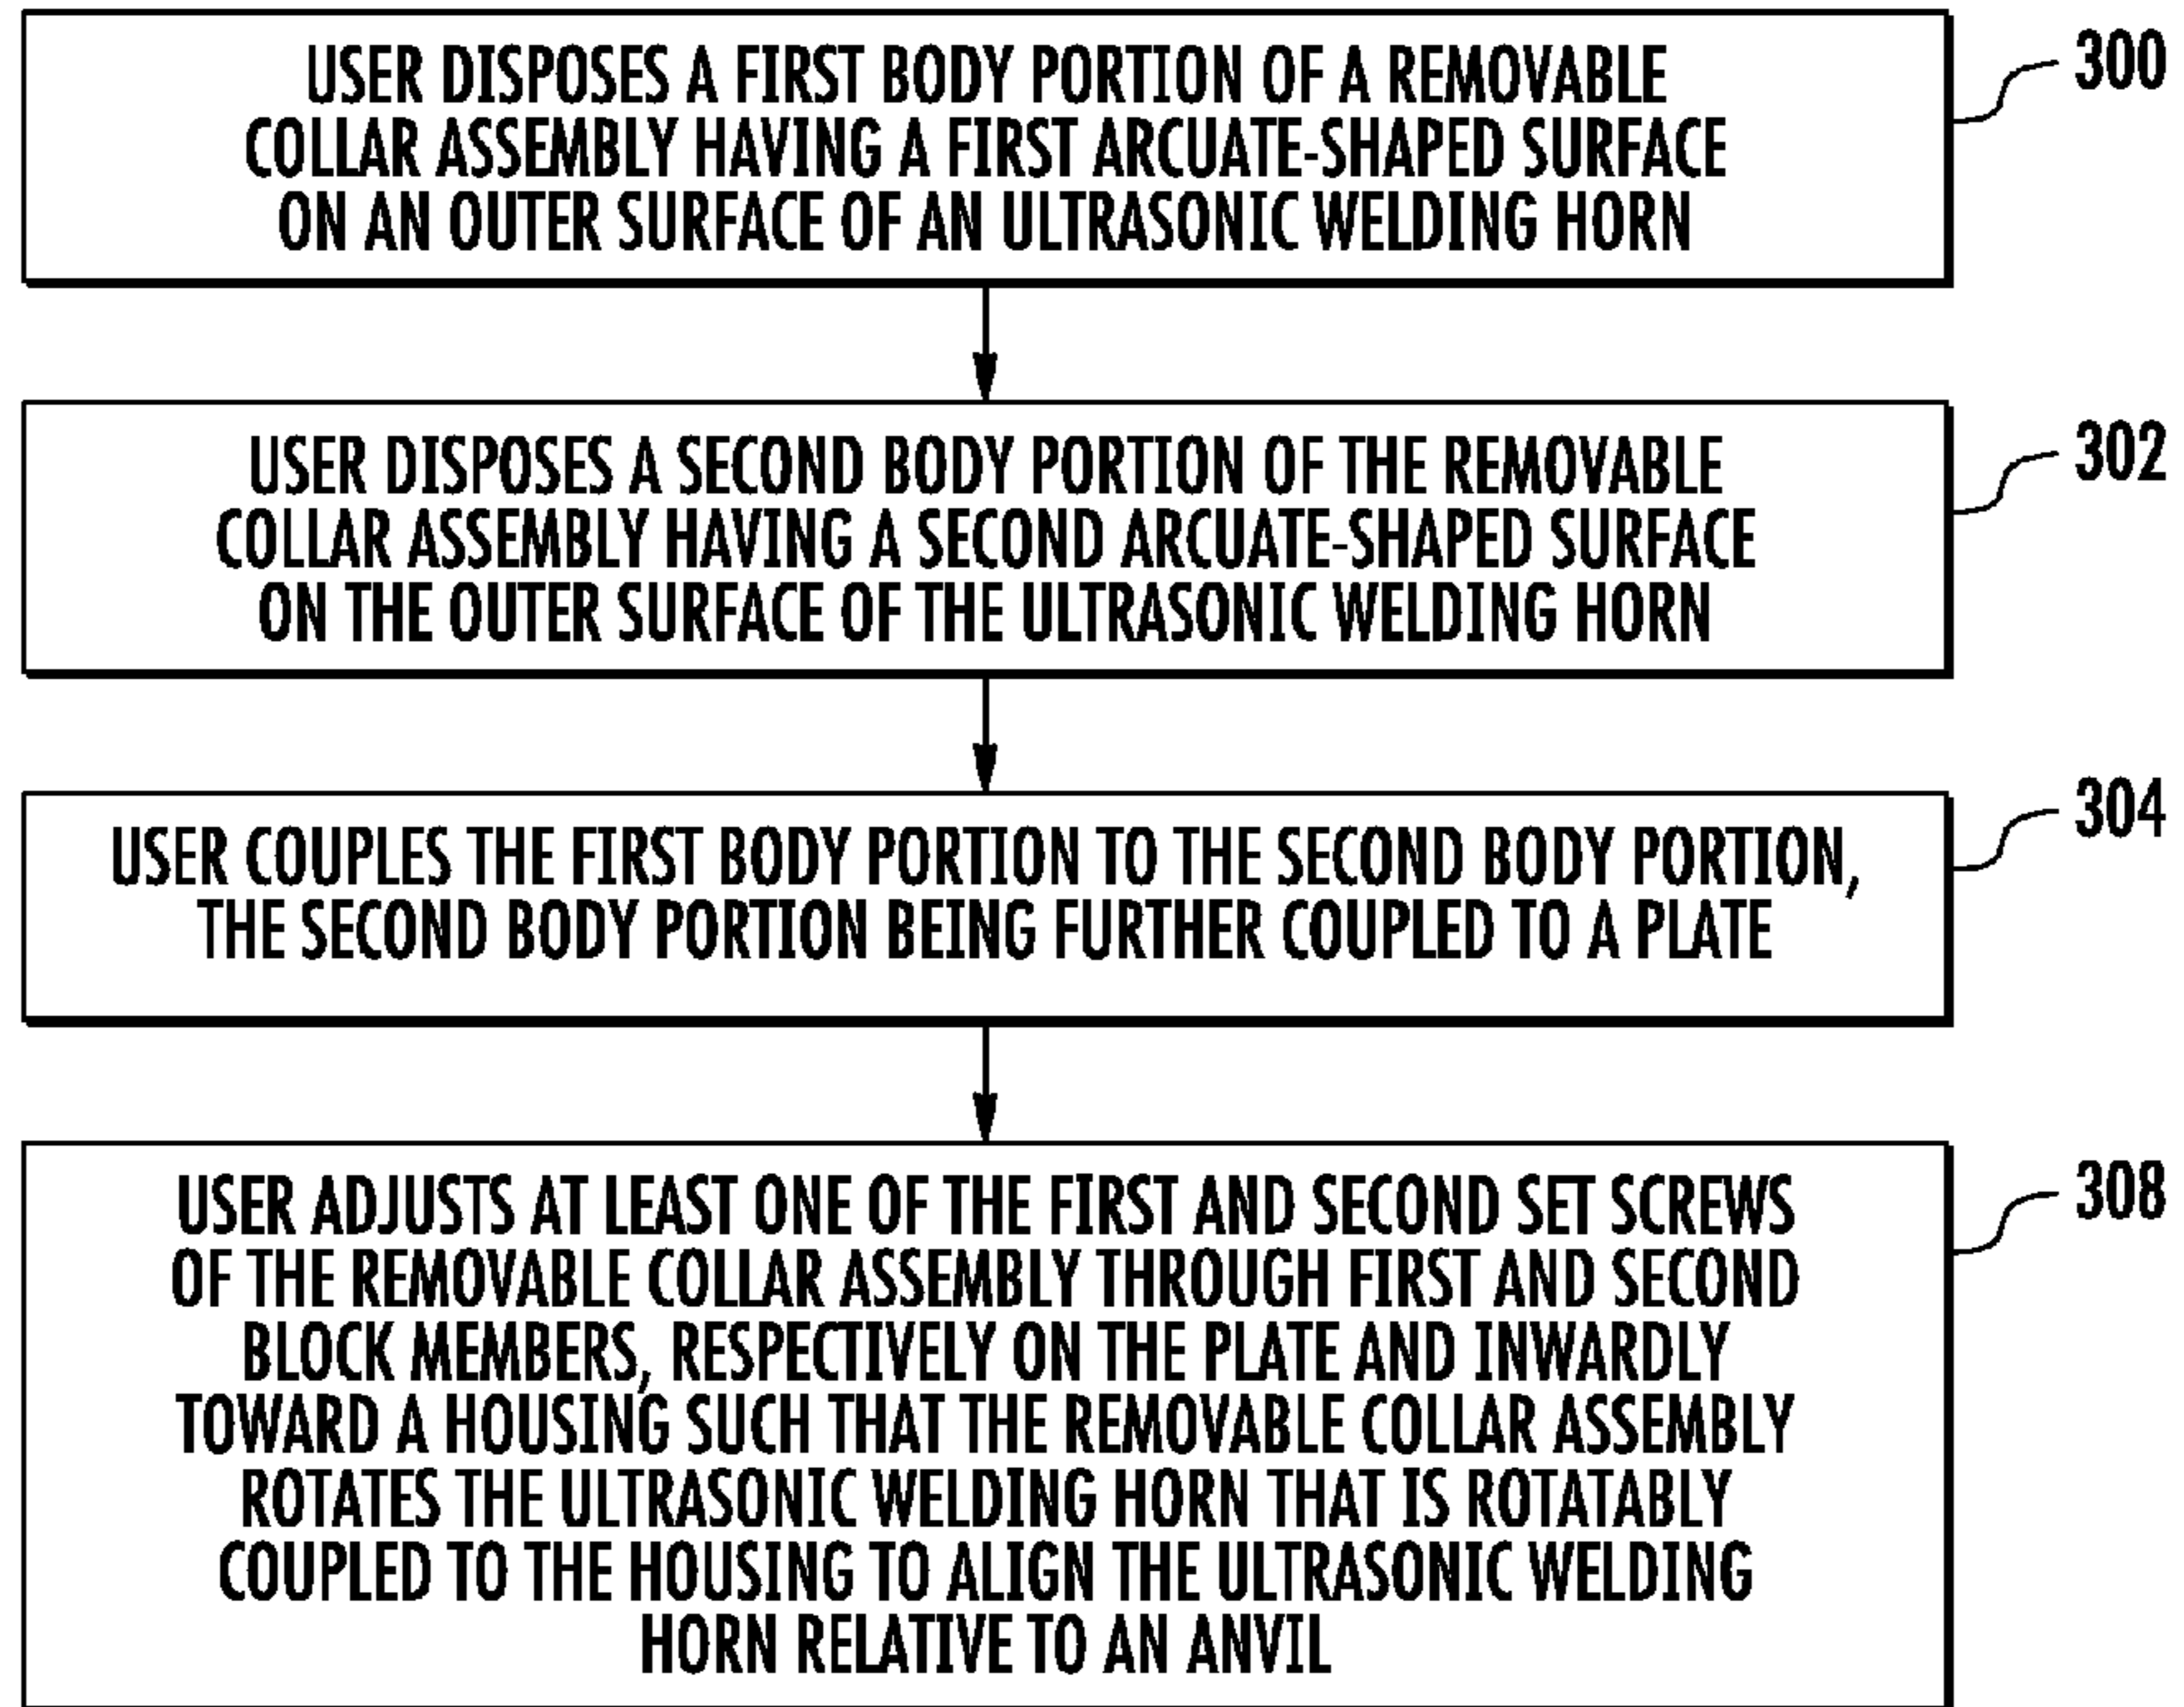 USER DISPOSES A FIRST BODY PORTION OF A REMOVABLE
COLLAR ASSEMBLY HAVING A FIRST ARCUATE-SHAPED SURFACE
ON AN OUTER SURFACE OF AN ULTRASONIC WELDING HORN
300
USER DISPOSES A SECOND BODY PORTION OF THE REMOVABLE
COLLAR ASSEMBLY HAVING A SECOND ARCUATE-SHAPED SURFACE
ON THE OUTER SURFACE OF THE ULTRASONIC WELDING HORN
302
USER COUPLES THE FIRST BODY PORTION TO THE SECOND BODY PORTION,
THE SECOND BODY PORTION BEING FURTHER COUPLED TO A PLATE
304
USER ADJUSTS AT LEAST ONE OF THE FIRST AND SECOND SET SCREWS
OF THE REMOVABLE COLLAR ASSEMBLY THROUGH FIRST AND SECOND
BLOCK MEMBERS, RESPECTIVELY ON THE PLATE AND INWARDLY
TOWARD A HOUSING, SUCH THAT THE REMOVABLE COLLAR ASSEMBLY
ROTATES THE ULTRASONIC WELDING HORN THAT IS ROTATABLY
COUPLED TO THE HOUSING TO ALIGN THE ULTRASONIC WELDING
HORN RELATIVE TO AN ANVIL
308